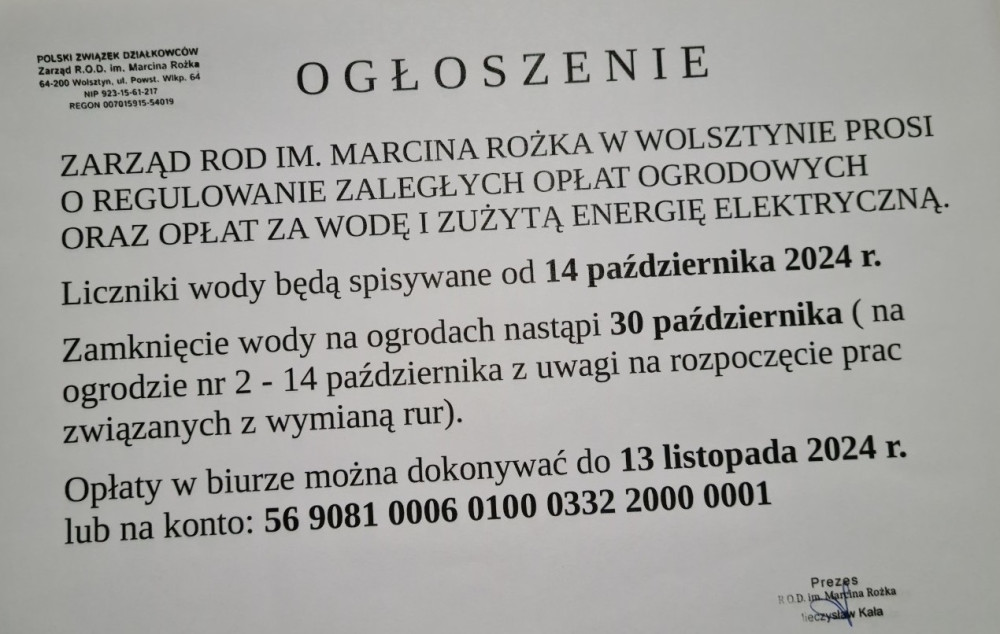 POLSKI ZWIĄZEK DZIAŁKOWCÓW
Zarząd R.O.D. im. Marcina Rożka
64-200 Wolsztyn, ul. Powst. Wlkp. 64
NIP 923-15-61-217
REGON 007015915-54019
OGŁOSZENIE
ZARZĄD ROD IM. MARCINA ROŻKA W WOLSZTYNIE PROSI
O REGULOWANIE ZALEGŁYCH OPŁAT OGRODOWYCH
ORAZ OPŁAT ZA WODĘ I ZUŻYTĄ ENERGIĘ ELEKTRYCZNĄ.
Liczniki wody będą spisywane od 14 października 2024 r.
Zamknięcie wody na ogrodach nastąpi 30 października ( na
ogrodzie nr 2 - 14 października z uwagi na rozpoczęcie prac
związanych z wymianą rur).
Opłaty w biurze można dokonywać do 13 listopada 2024 r.
lub na konto: 56 9081 0006 0100 0332 2000 0001
Prezes
R.O.D. im. Marcina Rożka
ieczysław Kała